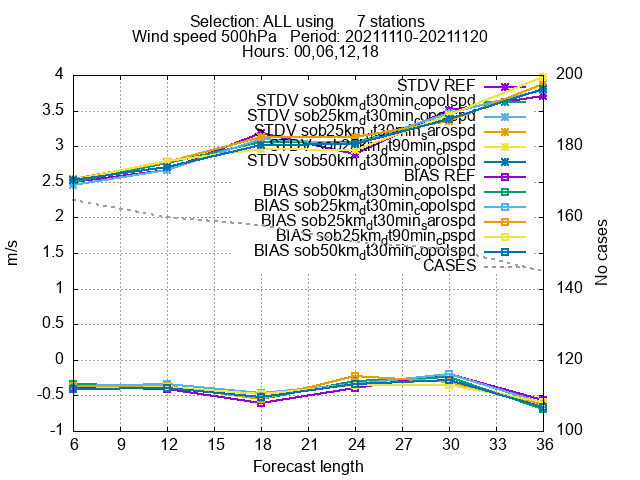 Selection: ALL using 7 stations
Wind speed 500hPa Period: 20211110-20211120
Hours: 00,06,12,18
4
3.5
3
2.5
2
1.5
1
0.5
0
-0.5
-1
m/s
200
180
160
140
120
100
No cases
STDV REF
STDV sob0km_dt30min_copolspd
STDV sob25km_dt30min_copolspd
STDV sob25km_dt30min_sarospd
STDV sob25km_dt90min_cpspd
STDV sob50km_dt30min_copolspd
BIAS REF
BIAS sob0km_dt30min_copolspd
BIAS sob25km_dt30min_copolspd
BIAS sob25km_dt30min_sarospd
BIAS sob25km_dt90min_cpspd
BIAS sob50km_dt30min_copolspd
CASES
6 9 12 15 18 21 24 27 30 33 36
Forecast length